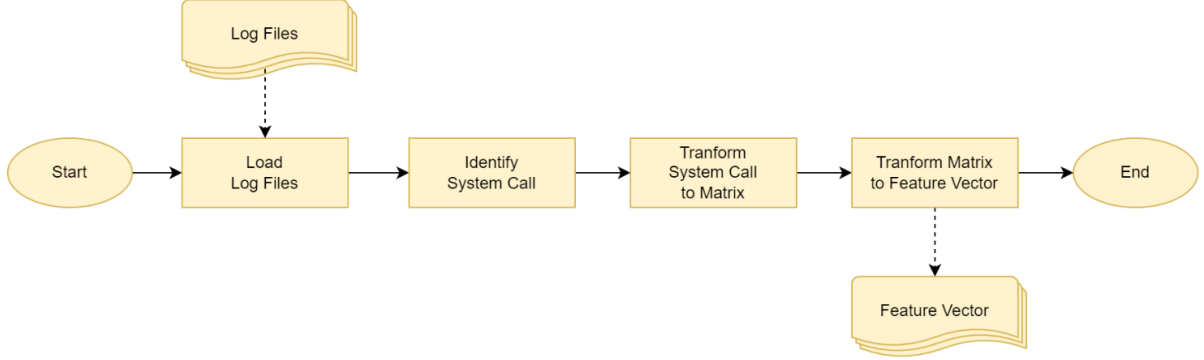 Log Files
Start
Load
Log Files
Identify
System Call
Tranform
System Call
to Matrix
Tranform Matrix
to Feature Vector
End
Feature Vector